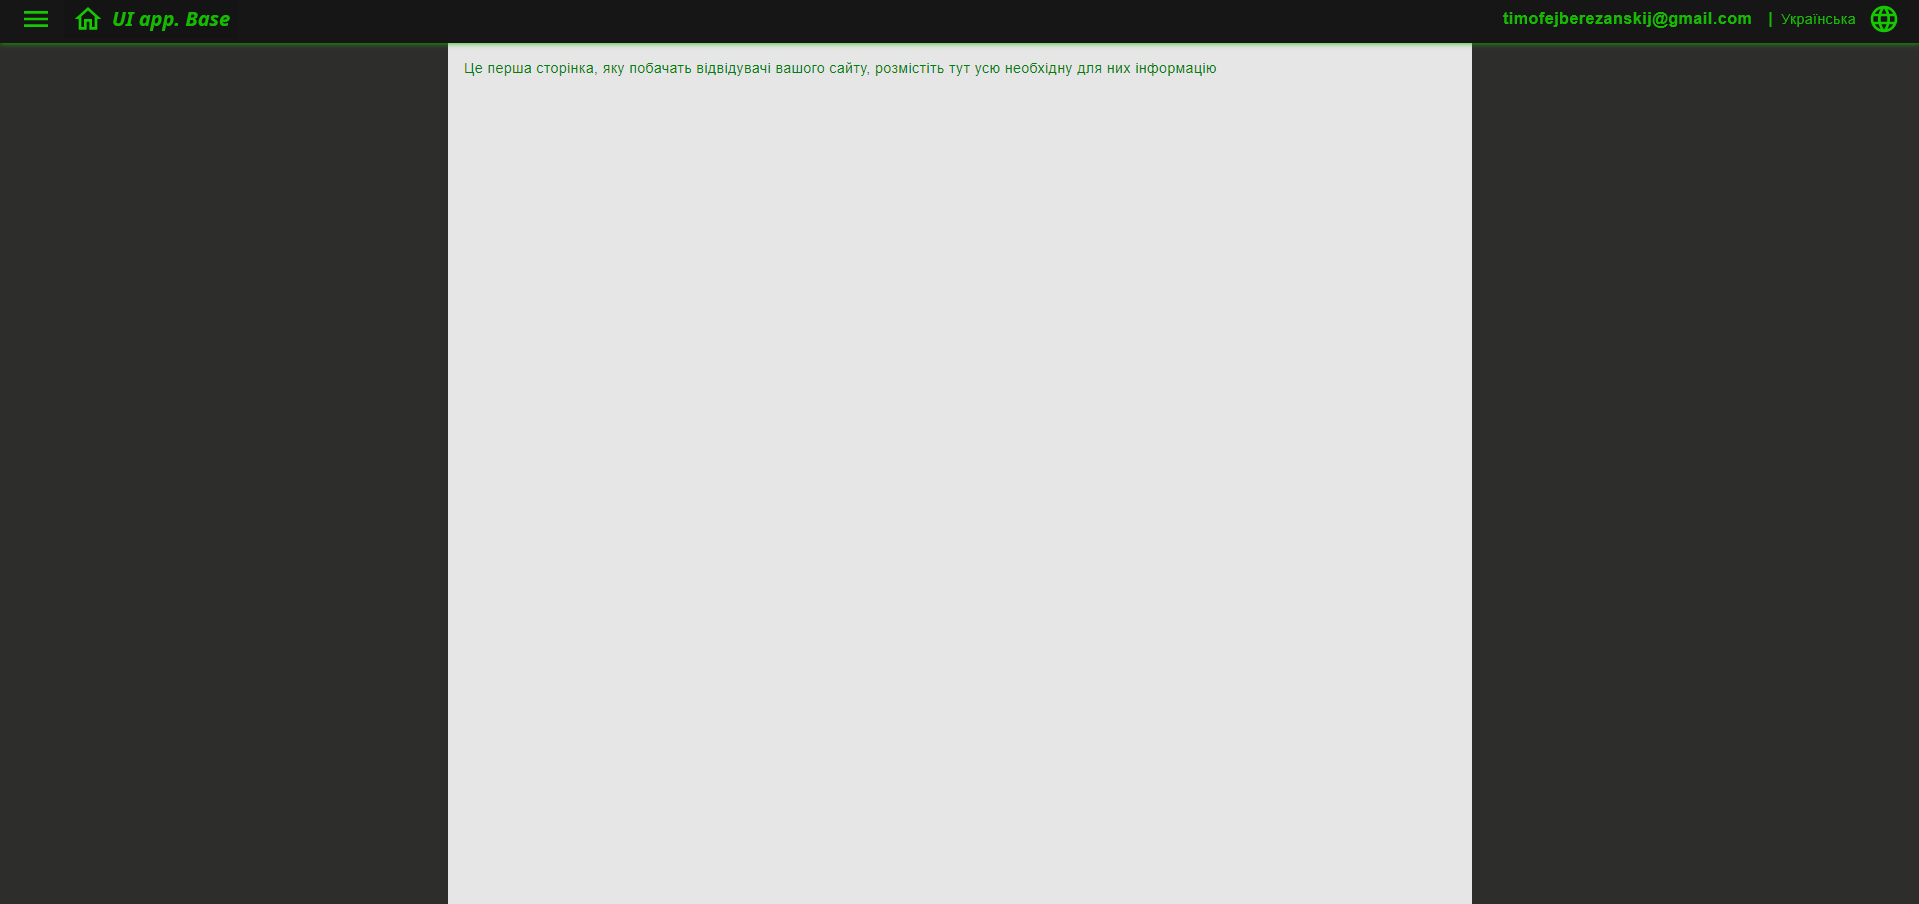 UI app. Base
timofejberezanskij@gmail.com | Українська
Це перша сторінка, яку побачать відвідувачі вашого сайту, розмістіть тут усю необхідну для них інформацію